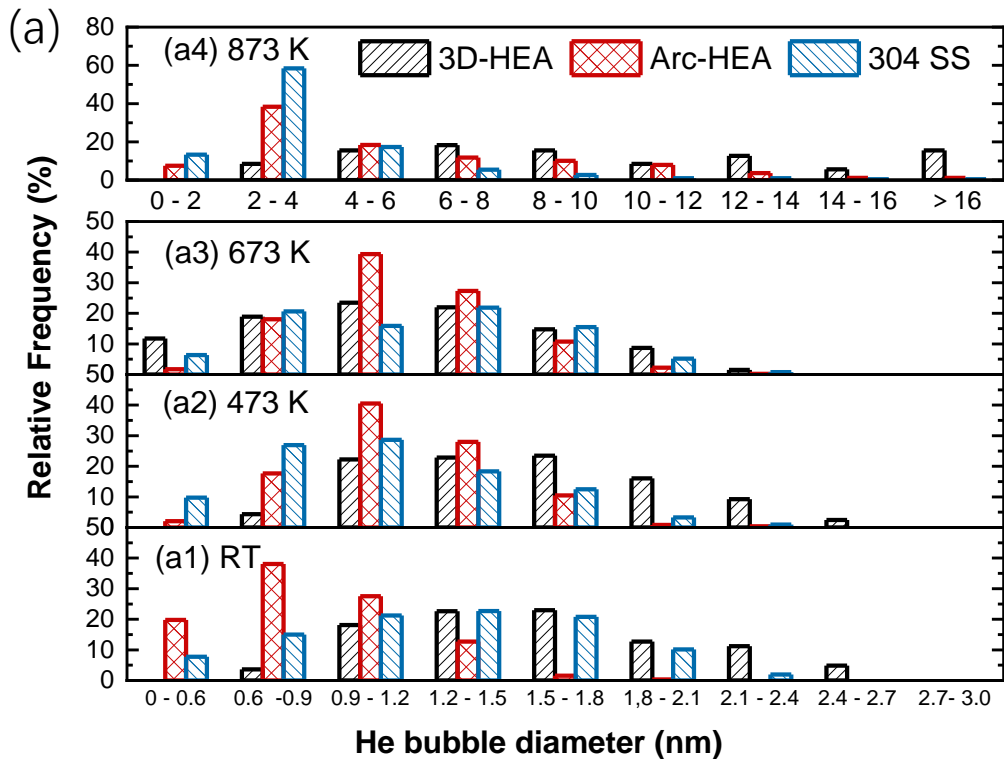 (a)
80
60
40
20
0
(a4) 873 K
3D-HEA
Arc-HEA
304 SS
0 - 2
2 - 4
4 - 6
6 - 8
8 - 10
10 - 12
12 - 14
14 - 16
> 16
Relative Frequency (%)
50
40
30
20
10
(a3) 673 K
50
40
30
20
10
(a2) 473 K
50
40
30
20
10
0
(a1) RT
0 - 0.6
0.6 -0.9
0.9 - 1.2
1.2 - 1.5
1.5 - 1.8
1,8 - 2.1
2.1 - 2.4
2.4 - 2.7
2.7- 3.0
He bubble diameter (nm)